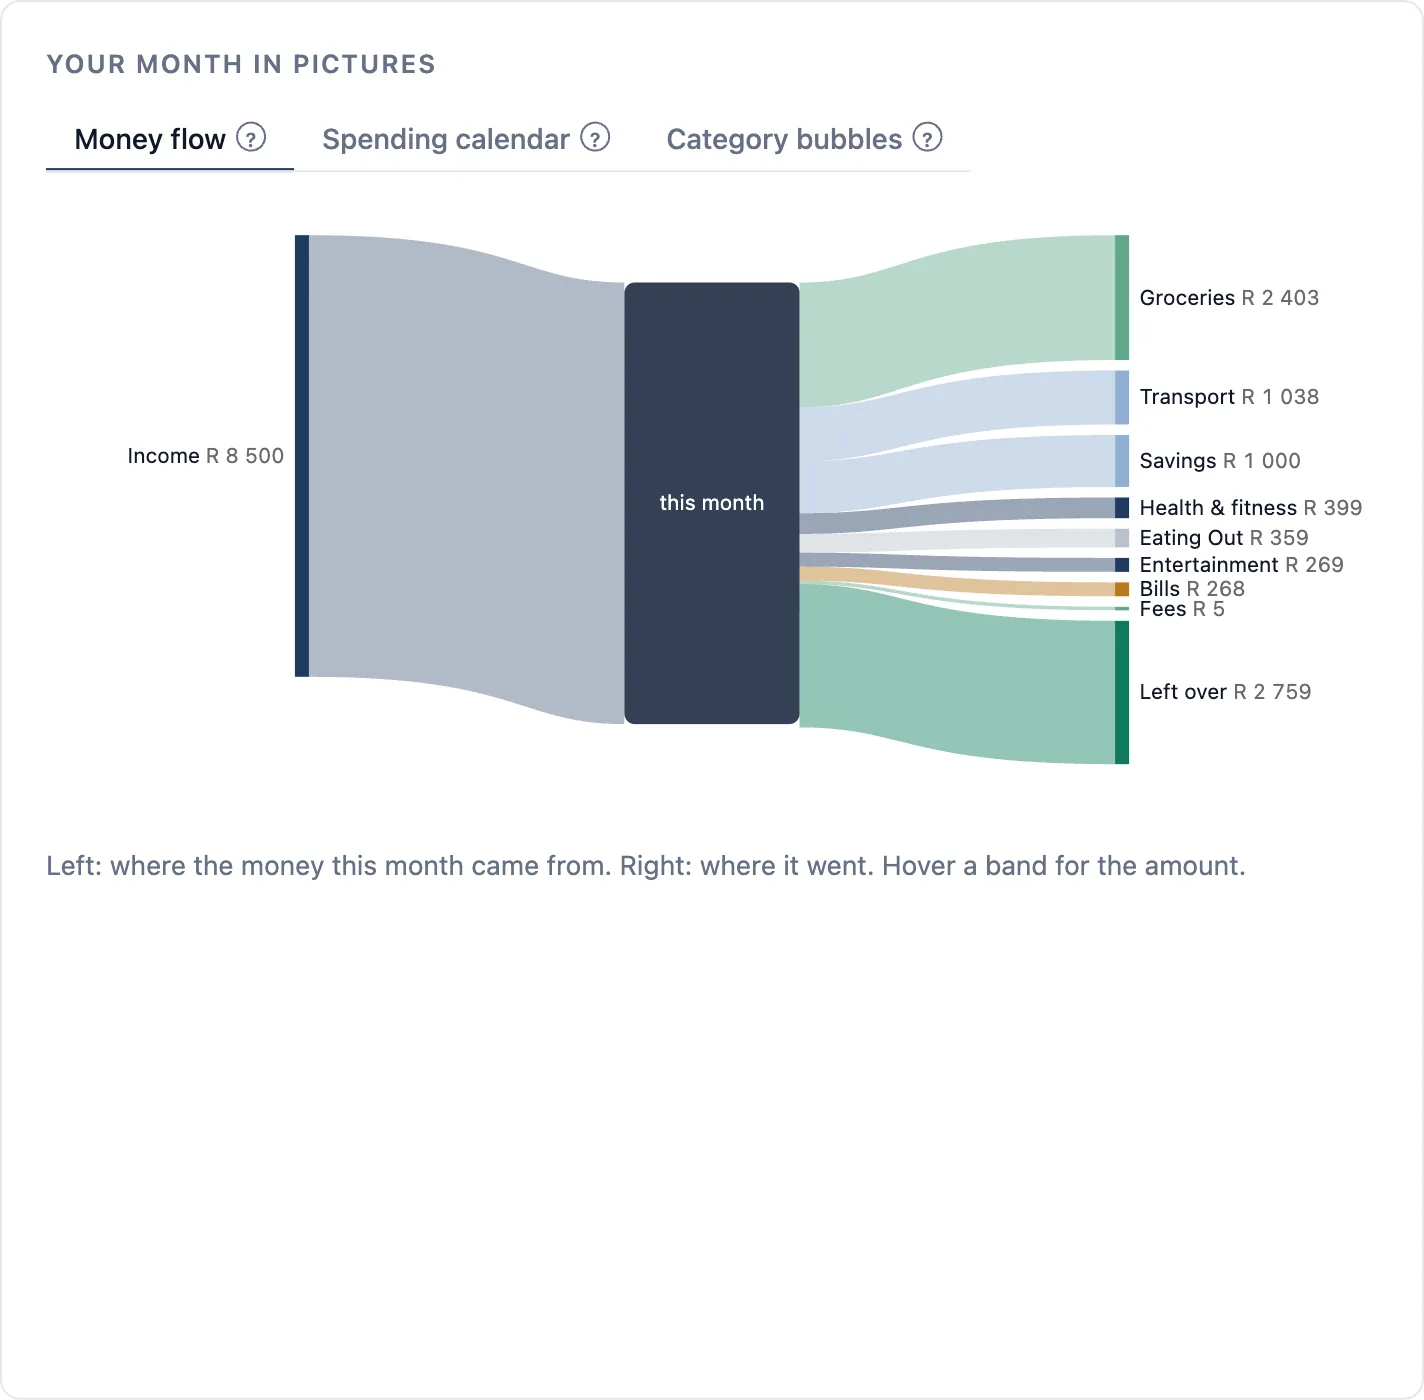 YOUR MONTH IN PICTURES
Money flow ? Spending calendar ? Category bubbles ?
Groceries R 2 403
Transport R 1 038
Income R 8 500
Savings R 1 000
this month
Health & fitness R 399
Eating Out R 359
Entertainment R 269
Bills R 268
Fees R 5
Left over R 2 759
Left: where the money this month came from. Right: where it went. Hover a band for the amount.